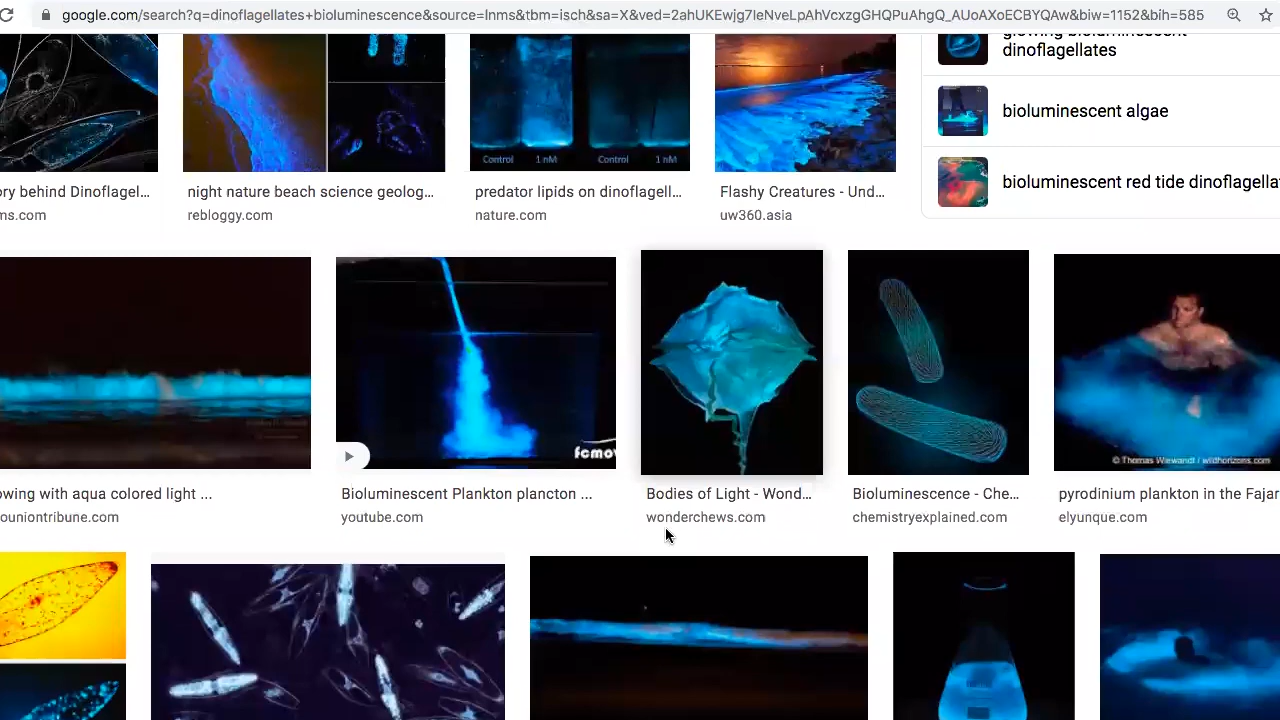 google.com/search?q=dinoflagellates+bioluminescence&source=lnms&tbm=isch&sa=X&ved=2ahUKEwjg7IeNveLpAhVcxzgGHQPuAhgQ_AUoAXoECBYQAw&biw=1152&bih=585
glowing bioluminescent
dinoflagellates
bioluminescent algae
bioluminescent red tide dinoflagella
Control 1 nM Control 1 nM
ory behind Dinoflagel...
ms.com
night nature beach science geolog...
rebloggy.com
predator lipids on dinoflagell...
nature.com
Flashy Creatures - Und...
uw360.asia
fcmov
© Thomas Wiewandt / wildhorizons.com
owing with aqua colored light ...
ouniontribune.com
Bioluminescent Plankton plancton ...
youtube.com
Bodies of Light - Wond...
wonderchews.com
Bioluminescence - Che...
chemistryexplained.com
pyrodinium plankton in the Fajar
elyunque.com